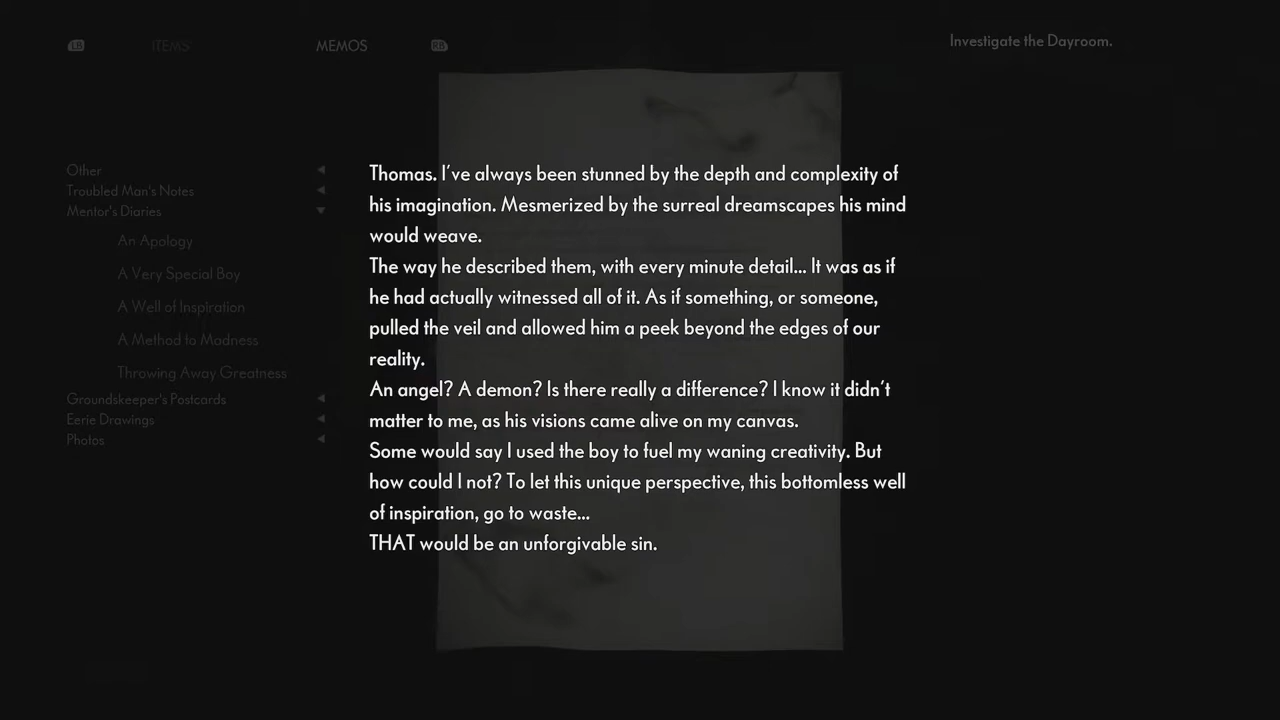 LB ITEMS MEMOS RB Investigate the Dayroom.
Other
Troubled Man's Notes
Mentor's Diaries
An Apology
A Very Special Boy
A Well of Inspiration
A Method to Madness
Throwing Away Greatness
Groundskeeper's Postcards
Eerie Drawings
Photos
Thomas. I've always been stunned by the depth and complexity of
his imagination. Mesmerized by the surreal dreamscapes his mind
would weave.
The way he described them, with every minute detail... It was as if
he had actually witnessed all of it. As if something, or someone,
pulled the veil and allowed him a peek beyond the edges of our
reality.
An angel? A demon? Is there really a difference? I know it didn't
matter to me, as his visions came alive on my canvas.
Some would say I used the boy to fuel my waning creativity. But
how could I not? To let this unique perspective, this bottomless well
of inspiration, go to waste...
THAT would be an unforgivable sin.